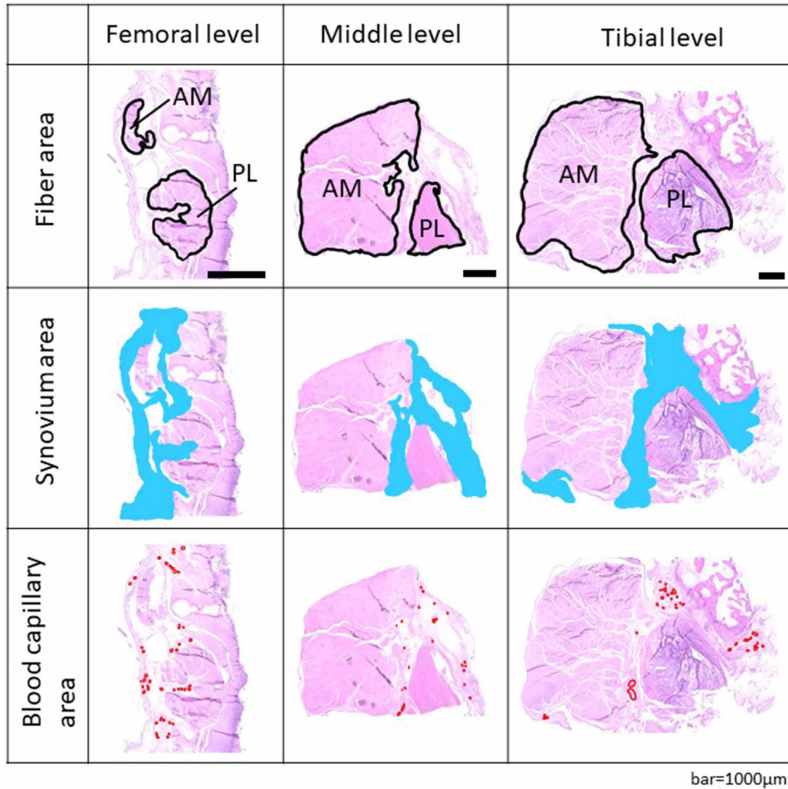 Femoral level
Middle level
Tibial level
Fiber area
AM
PL
AM
PL
AM
PL
Synovium area
Blood capillary
area
bar=1000μm